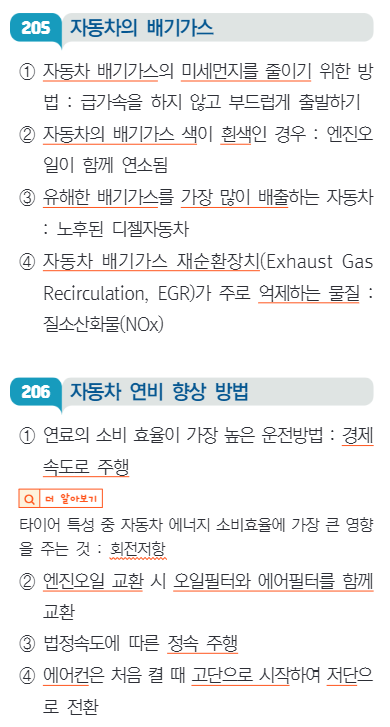 205 자동차의 배기가스
① 자동차 배기가스의 미세먼지를 줄이기 위한 방
법 : 급가속을 하지 않고 부드럽게 출발하기
② 자동차의 배기가스 색이 흰색인 경우 : 엔진오
일이 함께 연소됨
③ 유해한 배기가스를 가장 많이 배출하는 자동차
: 노후된 디젤자동차
④ 자동차 배기가스 재순환장치(Exhaust Gas
Recirculation, EGR)가 주로 억제하는 물질 :
질소산화물(NOx)
206 자동차 연비 향상 방법
① 연료의 소비 효율이 가장 높은 운전방법 : 경제
속도로 주행
더 알아보기
타이어 특성 중 자동차 에너지 소비효율에 가장 큰 영향
을 주는 것 : 회전저항
② 엔진오일 교환 시 오일필터와 에어필터를 함께
교환
③ 법정속도에 따른 정속 주행
④ 에어컨은 처음 켤 때 고단으로 시작하여 저단으
로 전환